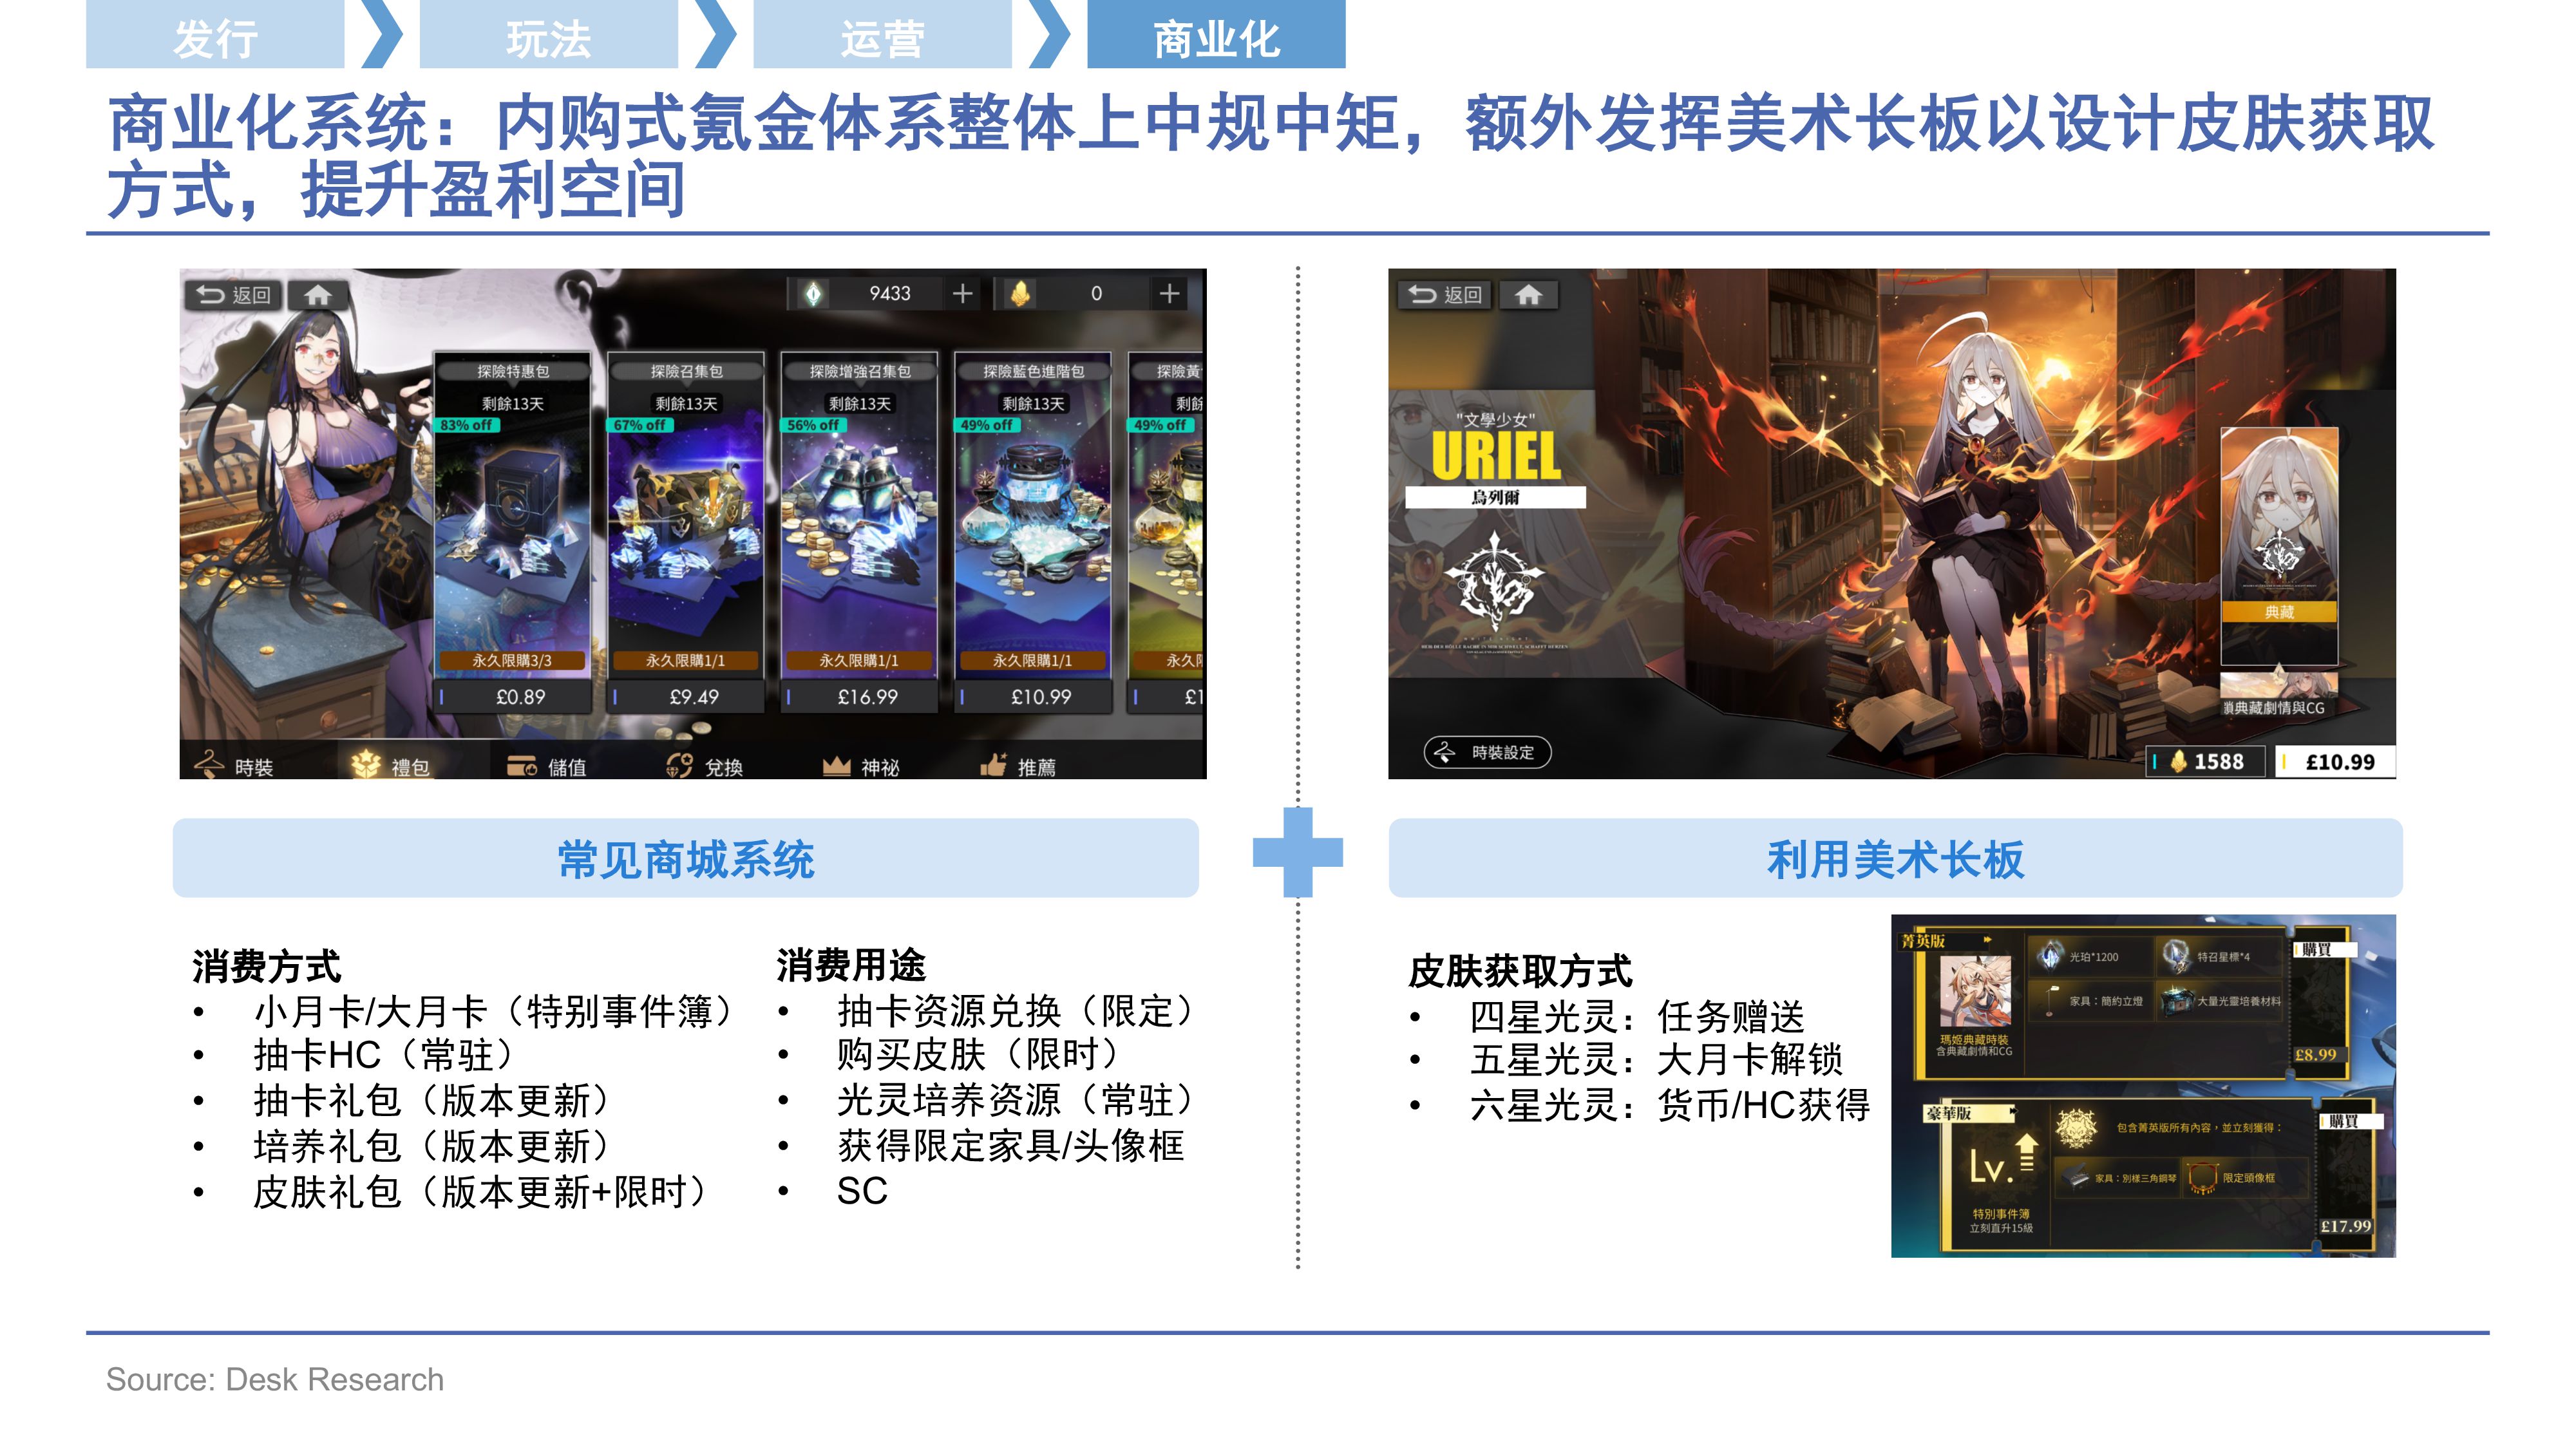 发行
玩法
运营
商业化
商业化系统：内购式氪金体系整体上中规中矩，额外发挥美术长板以设计皮肤获取
方式，提升盈利空间
返回
9433
0
探險特惠包
探險召集包
探險增強召集包
探險藍色進階包
探險黃
剩餘13天
剩餘13天
剩餘13天
剩餘13天
剩餘
83% off
67% off
56% off
49% off
49% off
永久限購3/3
永久限購1/1
永久限購1/1
永久限購1/1
永久
£0.89
£9.49
£16.99
£10.99
£1
時裝
禮包
儲值
兌換
神祕
推薦
返回
"文學少女"
URIEL
烏列爾
典藏
典藏劇情與CG
時裝設定
1588
£10.99
常见商城系统
利用美术长板
消费方式
• 小月卡/大月卡（特别事件簿）
• 抽卡HC（常驻）
• 抽卡礼包（版本更新）
• 培养礼包（版本更新）
• 皮肤礼包（版本更新+限时）
消费用途
• 抽卡资源兑换（限定）
• 购买皮肤（限时）
• 光灵培养资源（常驻）
• 获得限定家具/头像框
• SC
皮肤获取方式
• 四星光灵：任务赠送
• 五星光灵：大月卡解锁
• 六星光灵：货币/HC获得
菁英版
光珀*1200
特召星標*4
購買
家具：簡約立燈
大量光靈培養材料
瑪姬典藏時裝
含典藏劇情和CG
£8.99
豪華版
包含菁英版所有內容，並立刻獲得：
購買
Lv.
家具：別樣三角鋼琴
限定頭像框
特別事件簿
立刻直升15級
£17.99
Source: Desk Research